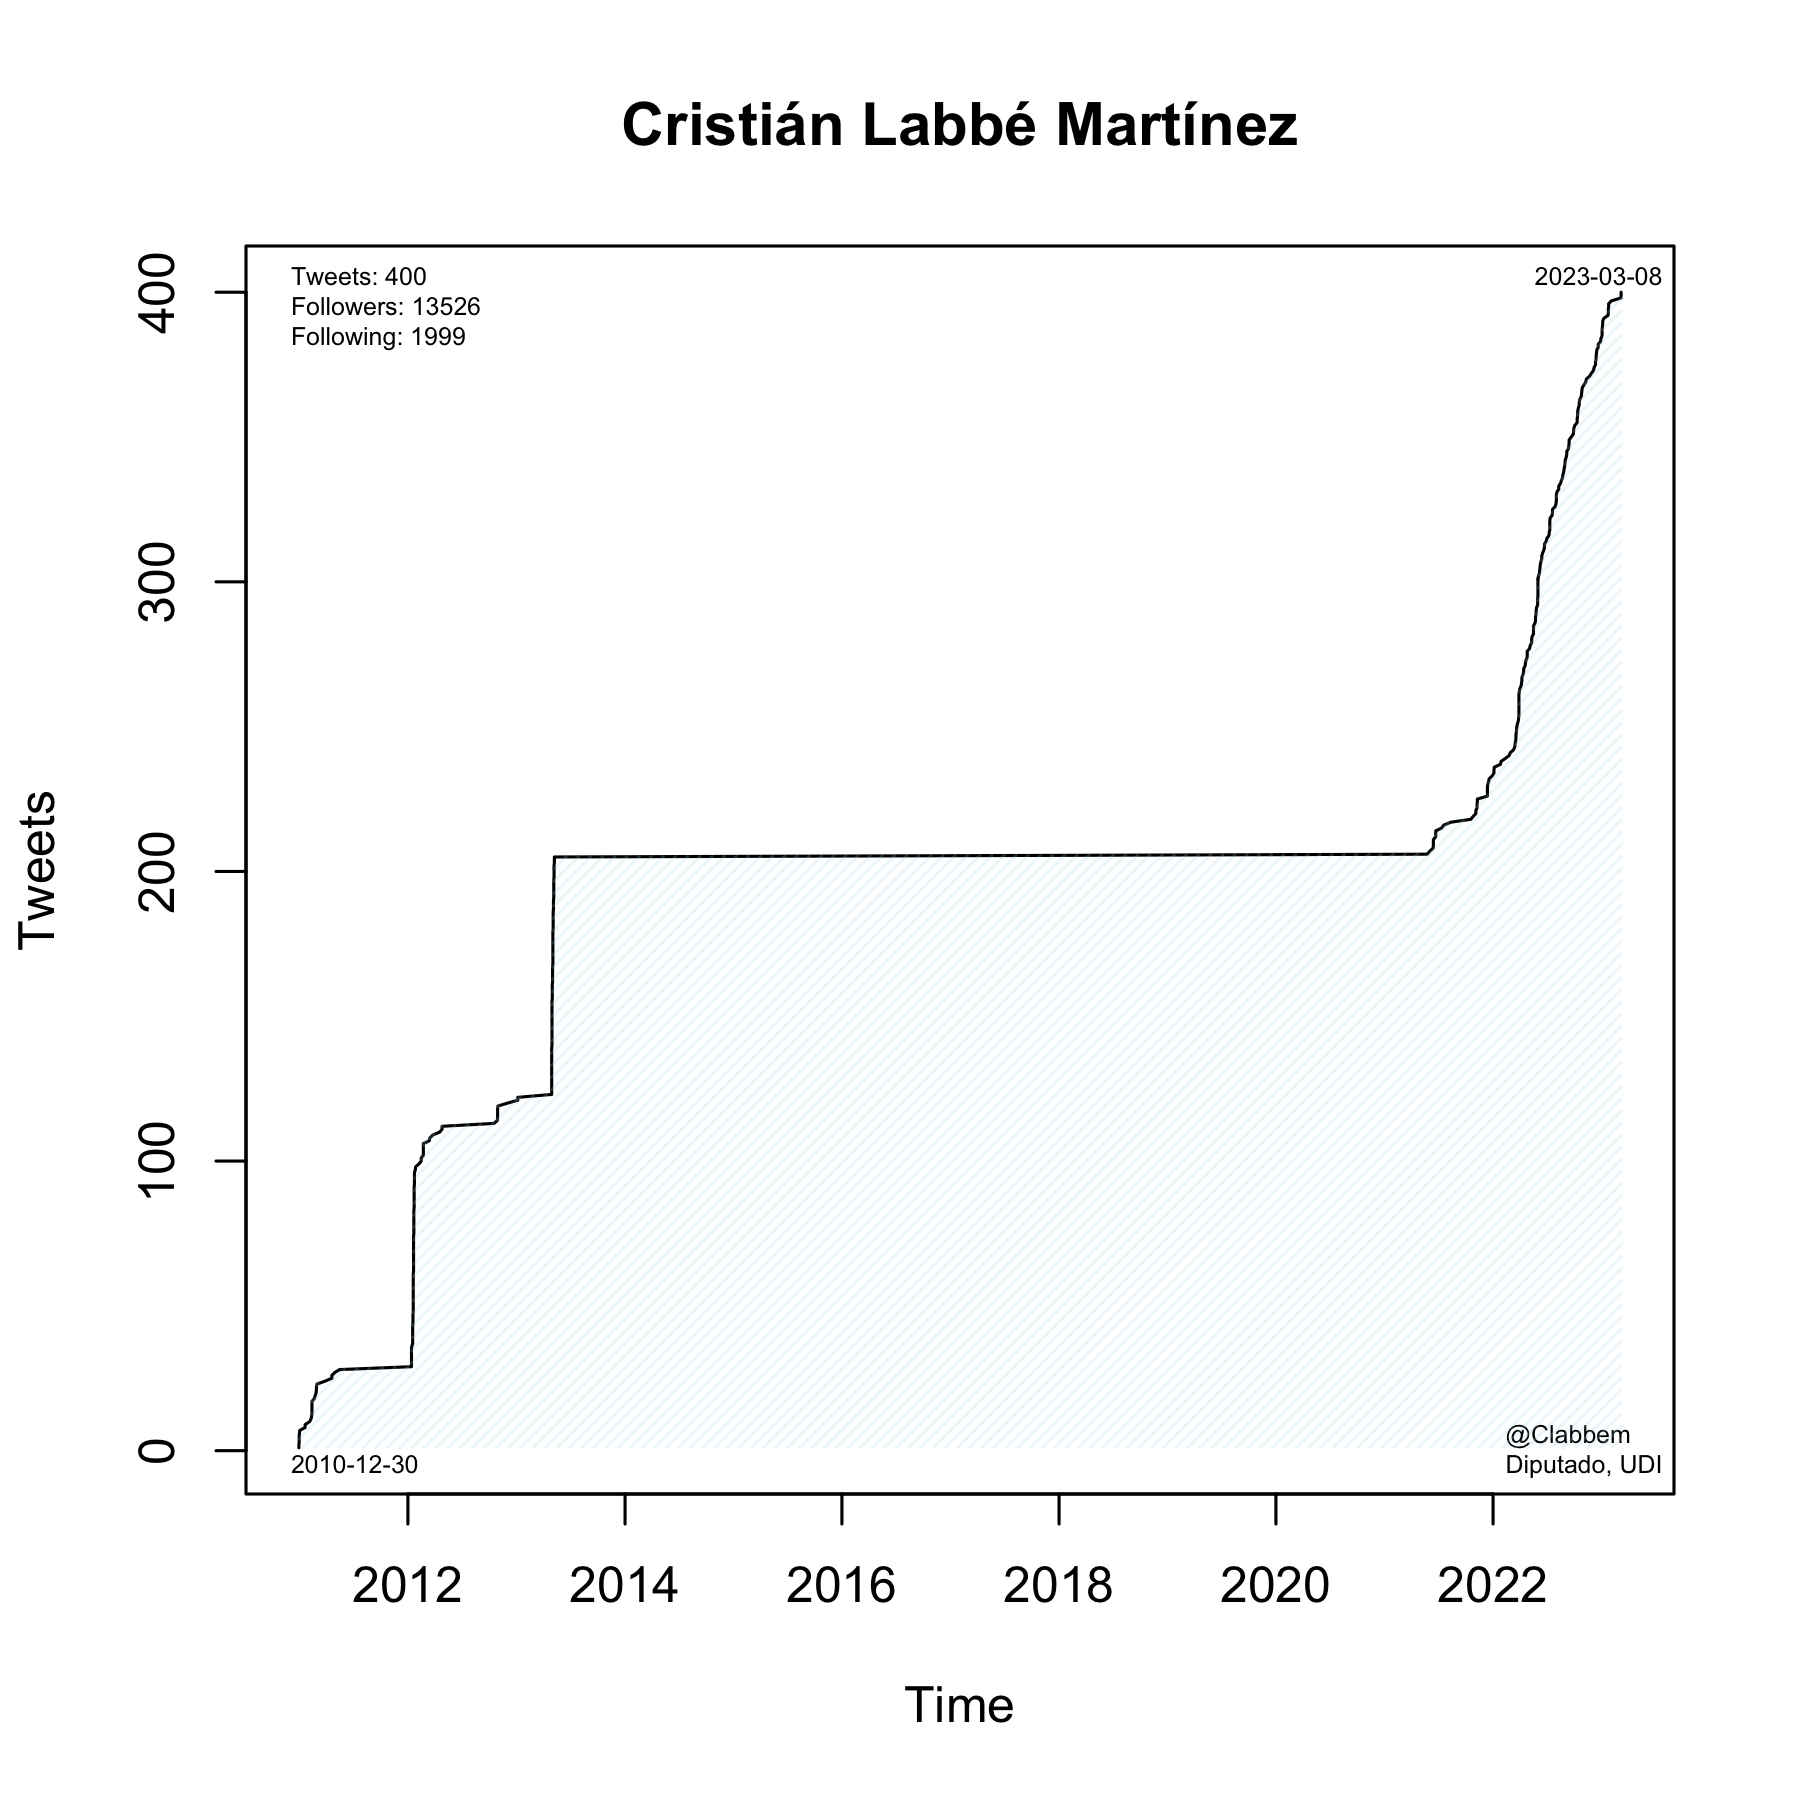 Cristián Labbé Martínez
Tweets: 400
Followers: 13526
Following: 1999
2023-03-08
400
300
200
100
0
Tweets
2010-12-30
@Clabbem
Diputado, UDI
2012
2014
2016
2018
2020
2022
Time